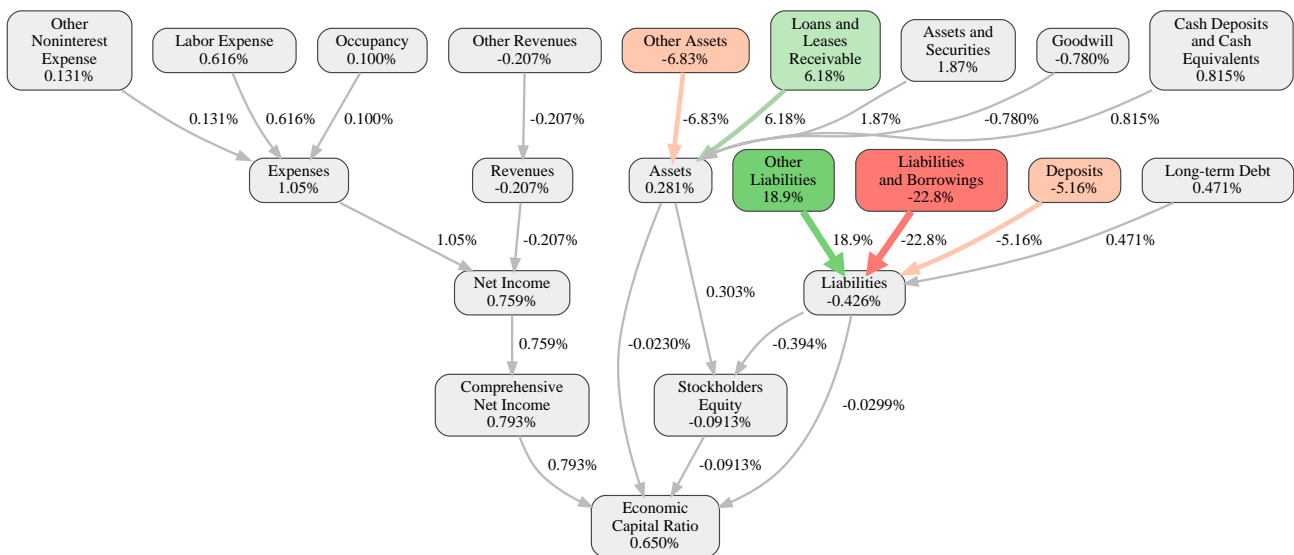 Other
Noninterest
Expense
0.131%
Labor Expense
0.616%
Occupancy
0.100%
Other Revenues
-0.207%
Other Assets
-6.83%
Loans and
Leases
Receivable
6.18%
Assets and
Securities
1.87%
Goodwill
-0.780%
Cash Deposits
and Cash
Equivalents
0.815%
0.131%
0.616%
0.100%
-0.207%
-6.83%
6.18%
1.87%
-0.780%
0.815%
Expenses
1.05%
Revenues
-0.207%
Assets
0.281%
Other
Liabilities
18.9%
Liabilities
and Borrowings
-22.8%
Deposits
-5.16%
Long-term Debt
0.471%
1.05%
-0.207%
18.9%
-22.8%
-5.16%
0.471%
Net Income
0.759%
0.303%
Liabilities
-0.426%
0.759%
-0.0230%
-0.394%
Comprehensive
Net Income
0.793%
Stockholders
Equity
-0.0913%
-0.0299%
0.793%
-0.0913%
Economic
Capital Ratio
0.650%